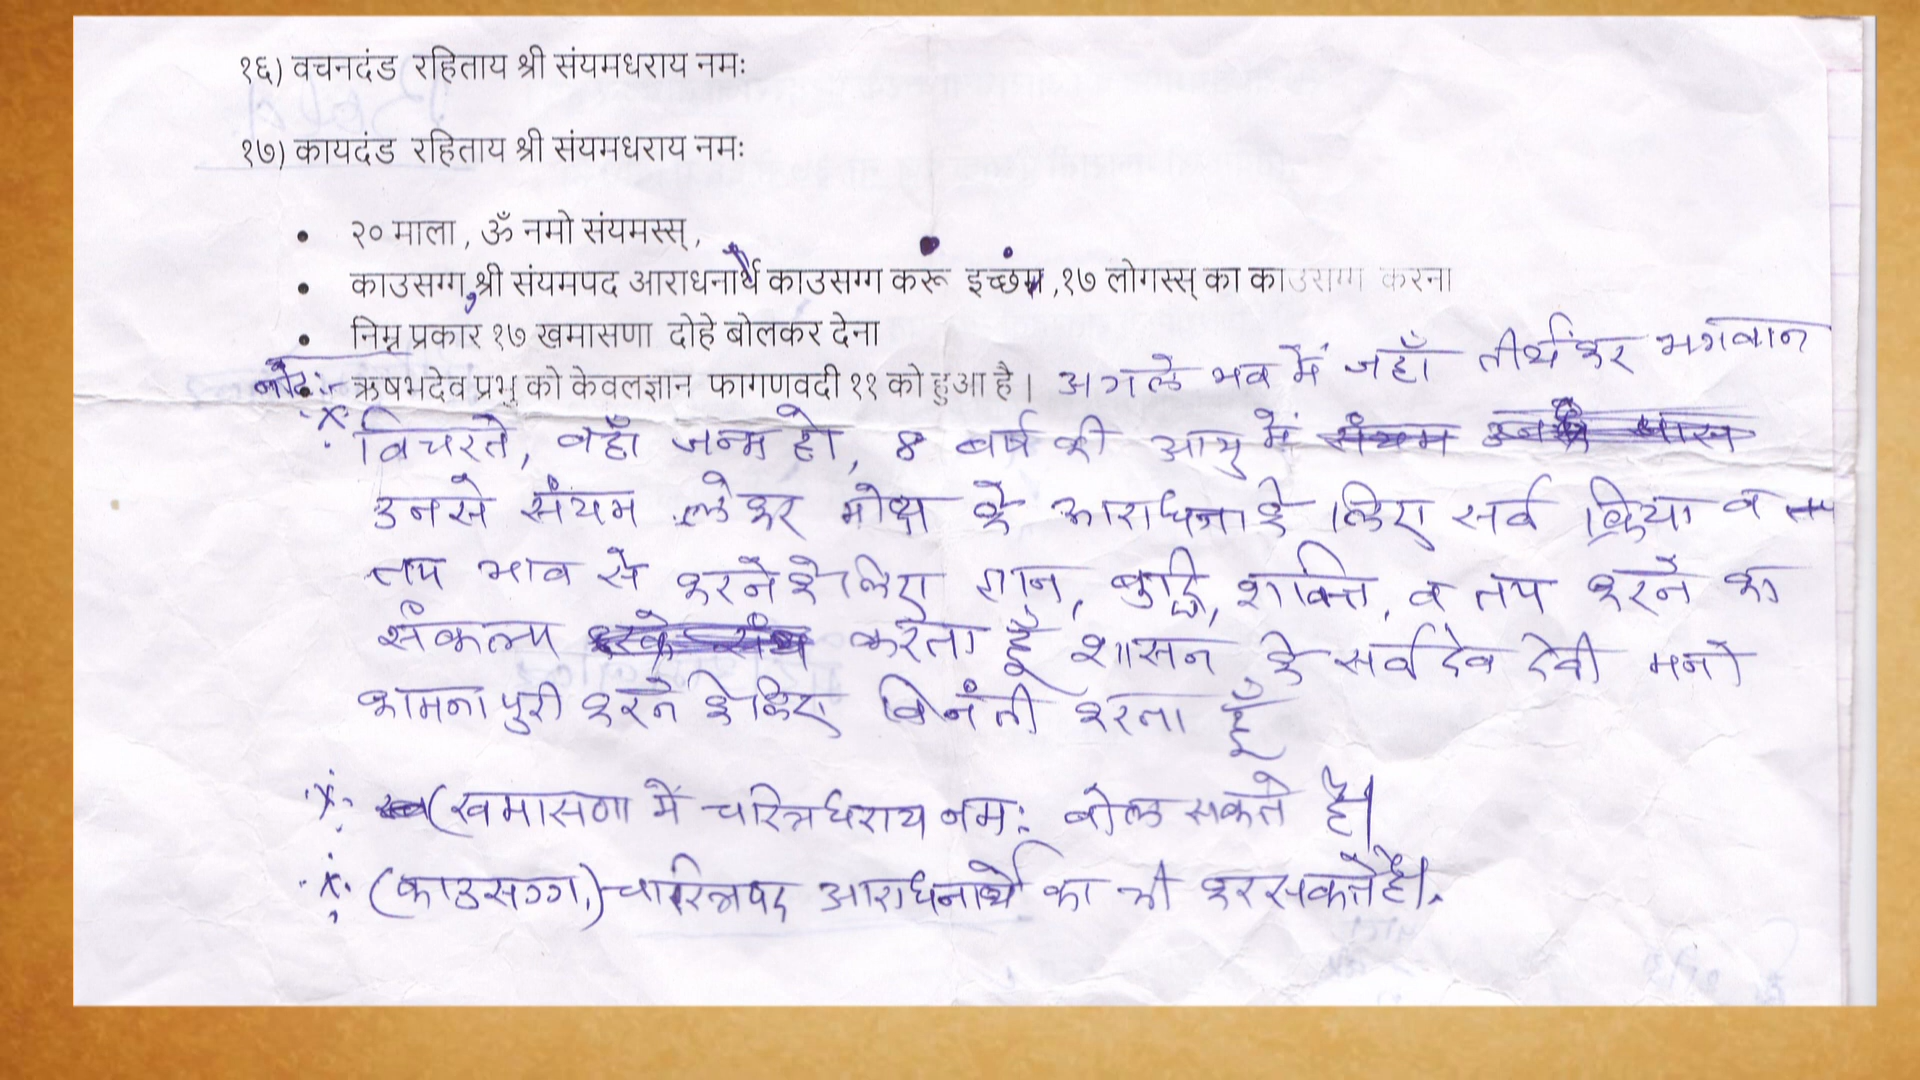 १६) वचनदंड रहिताय श्री संयमधराय नमः
१७) कायदंड रहिताय श्री संयमधराय नमः
• २० माला , ॐ नमो संयमस्स् ,
• काउसग्ग, श्री संयमपद आराधनार्थे काउसग्ग करू इच्छं ,१७ लोगस्स् का काउसग्ग करना
• निम्न प्रकार १७ खमासणा दोहे बोलकर देना
नोट:- ऋषभदेव प्रभु को केवलज्ञान फागणवदी ११ को हुआ है । अगले भव में जहाँ तीर्थंकर भगवान
विचरते, वहाँ जन्म हो, 8 वर्ष की आयु में
उनसे संयम लेकर मोक्ष के आराधना के लिए सर्व क्रिया व
तप भाव से करने के लिए ज्ञान, बुद्धि, शक्ति, व तप करने का
संकल्प करता हूँ शासन के सर्व देव देवी मनो
कामना पुरी करने के लिए विनंती करता हूँ
(खमासणा में चरित्रधराय नमः बोल सकते है।
(काउसग्ग.) चारित्रपद आराधनार्थे का भी कर सकते है।